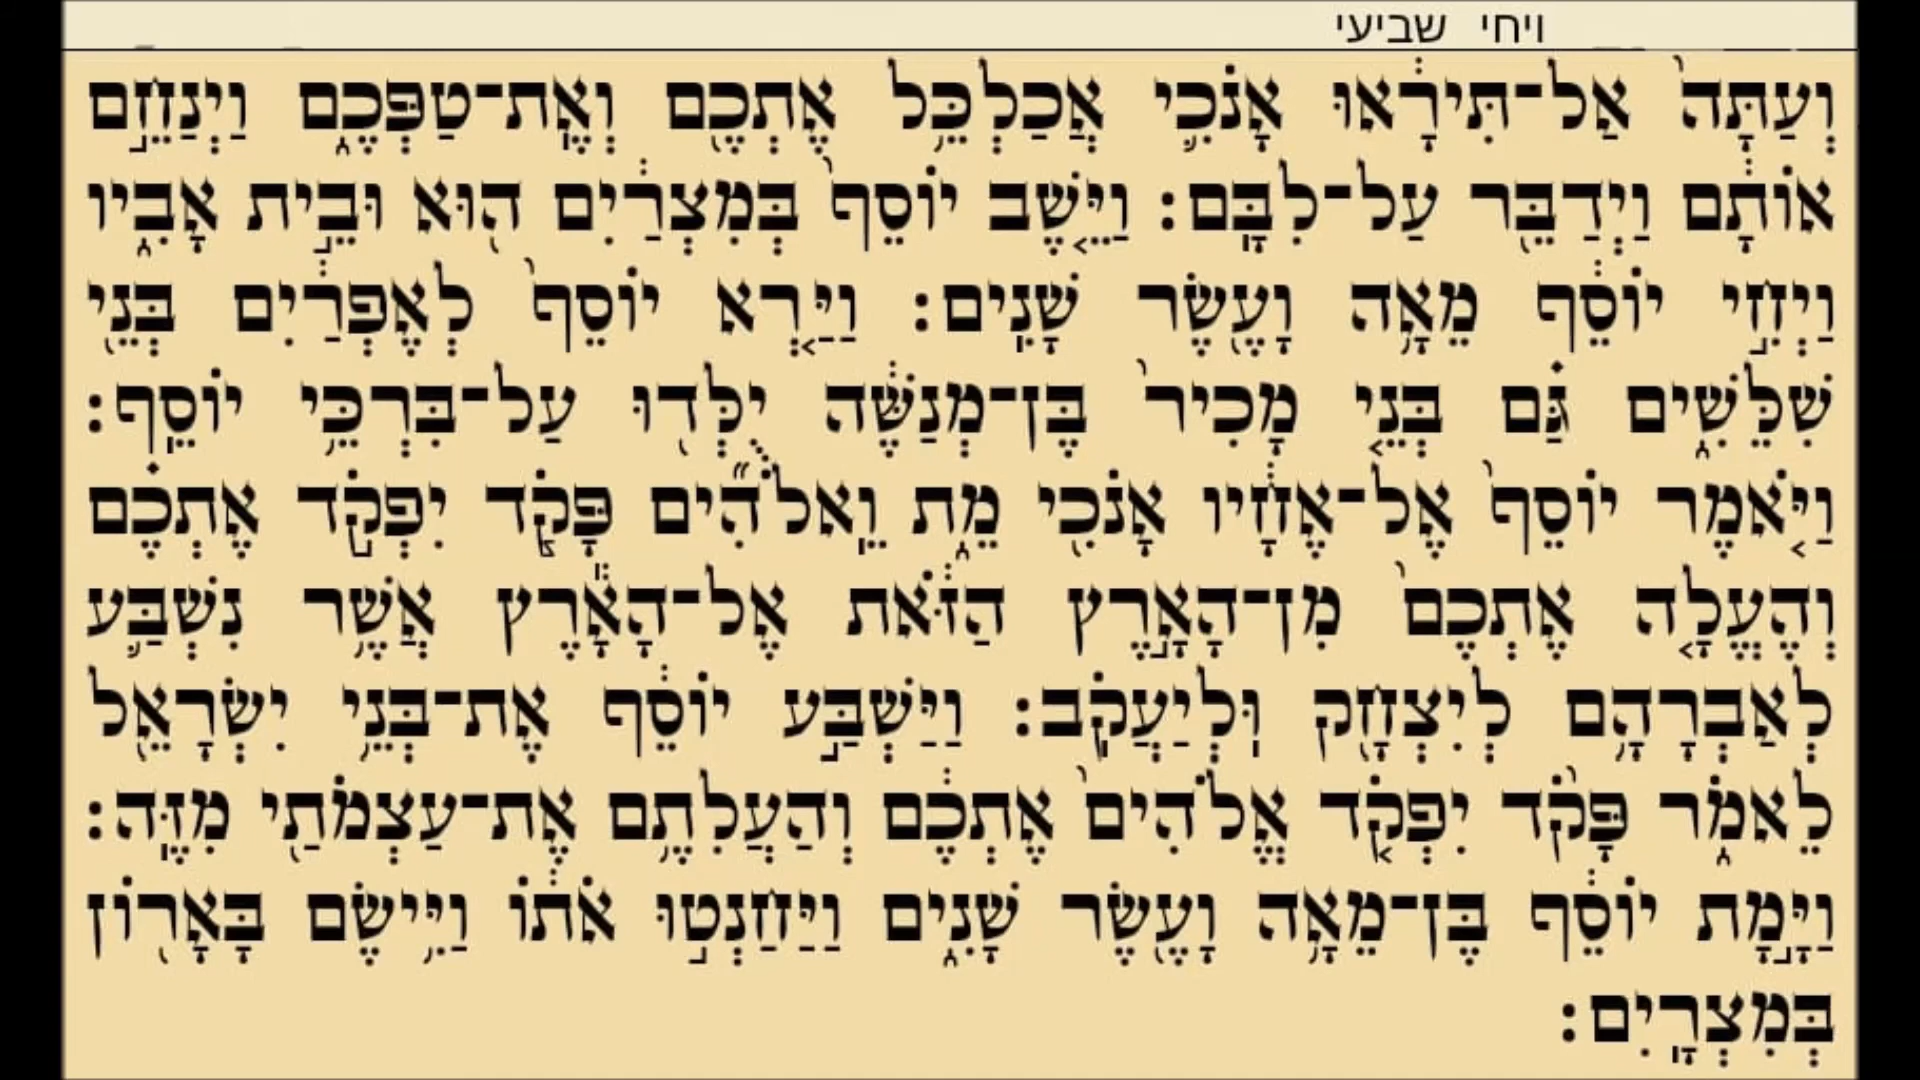 ויחי שביעי
וְעַתָּה֙ אַל־תִּירָ֔אוּ אָנֹכִ֛י אֲכַלְכֵּ֥ל אֶתְכֶ֖ם וְאֶֽת־טַפְּכֶ֑ם וַיְנַחֵ֣ם
אוֹתָ֔ם וַיְדַבֵּ֖ר עַל־לִבָּֽם׃ וַיֵּ֤שֶׁב יוֹסֵף֙ בְּמִצְרַ֔יִם ה֖וּא וּבֵ֣ית אָבִ֑יו
וַיְחִ֣י יוֹסֵ֔ף מֵאָ֥ה וָעֶ֖שֶׂר שָׁנִֽים׃ וַיַּ֤רְא יוֹסֵף֙ לְאֶפְרַ֔יִם בְּנֵ֖י
שִׁלֵּשִׁ֑ים גַּ֗ם בְּנֵ֤י מָכִיר֙ בֶּן־מְנַשֶּׁ֔ה יֻלְּד֖וּ עַל־בִּרְכֵּ֥י יוֹסֵֽף׃
וַיֹּ֤אמֶר יוֹסֵף֙ אֶל־אֶחָ֔יו אָנֹכִ֖י מֵ֑ת וֵֽאלֹהִ֞ים פָּקֹ֧ד יִפְקֹ֣ד אֶתְכֶ֗ם
וְהֶעֱלָ֤ה אֶתְכֶם֙ מִן־הָאָ֣רֶץ הַזֹּ֔את אֶל־הָאָ֕רֶץ אֲשֶׁ֥ר נִשְׁבַּ֛ע
לְאַבְרָהָ֥ם לְיִצְחָ֖ק וּֽלְיַעֲקֹֽב׃ וַיַּשְׁבַּ֣ע יוֹסֵ֔ף אֶת־בְּנֵ֥י יִשְׂרָאֵ֖ל
לֵאמֹ֑ר פָּקֹ֨ד יִפְקֹ֤ד אֱלֹהִים֙ אֶתְכֶ֔ם וְהַעֲלִתֶ֥ם אֶת־עַצְמֹתַ֖י מִזֶּֽה׃
וַיָּ֣מָת יוֹסֵ֔ף בֶּן־מֵאָ֥ה וָעֶ֖שֶׂר שָׁנִ֑ים וַיַּחַנְט֣וּ אֹת֔וֹ וַיִּ֥ישֶׂם בָּאָר֖וֹן
בְּמִצְרָֽיִם׃